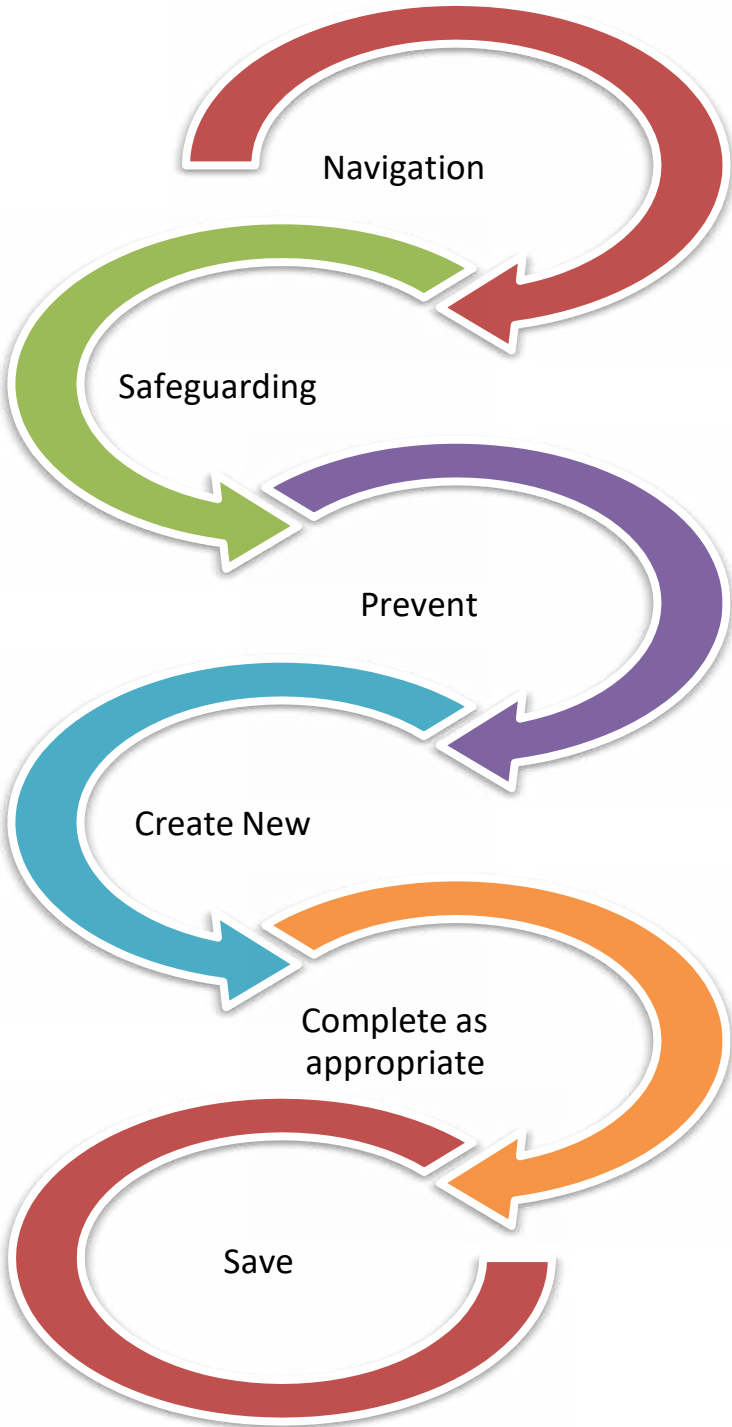 Navigation
Safeguarding
Prevent
Create New
Complete as
appropriate
Save